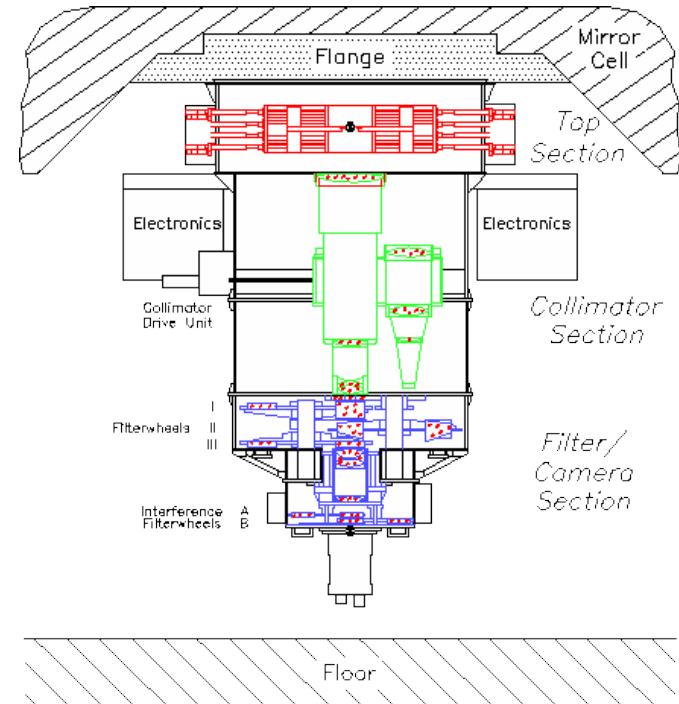 Flange
Mirror
Cell
Top
Section
Electronics
Electronics
Collimator
Drive Unit
Collimator
Section
I
Filterwheels II
III
Filter/
Camera
Section
Interference A
Filterwheels B
Floor